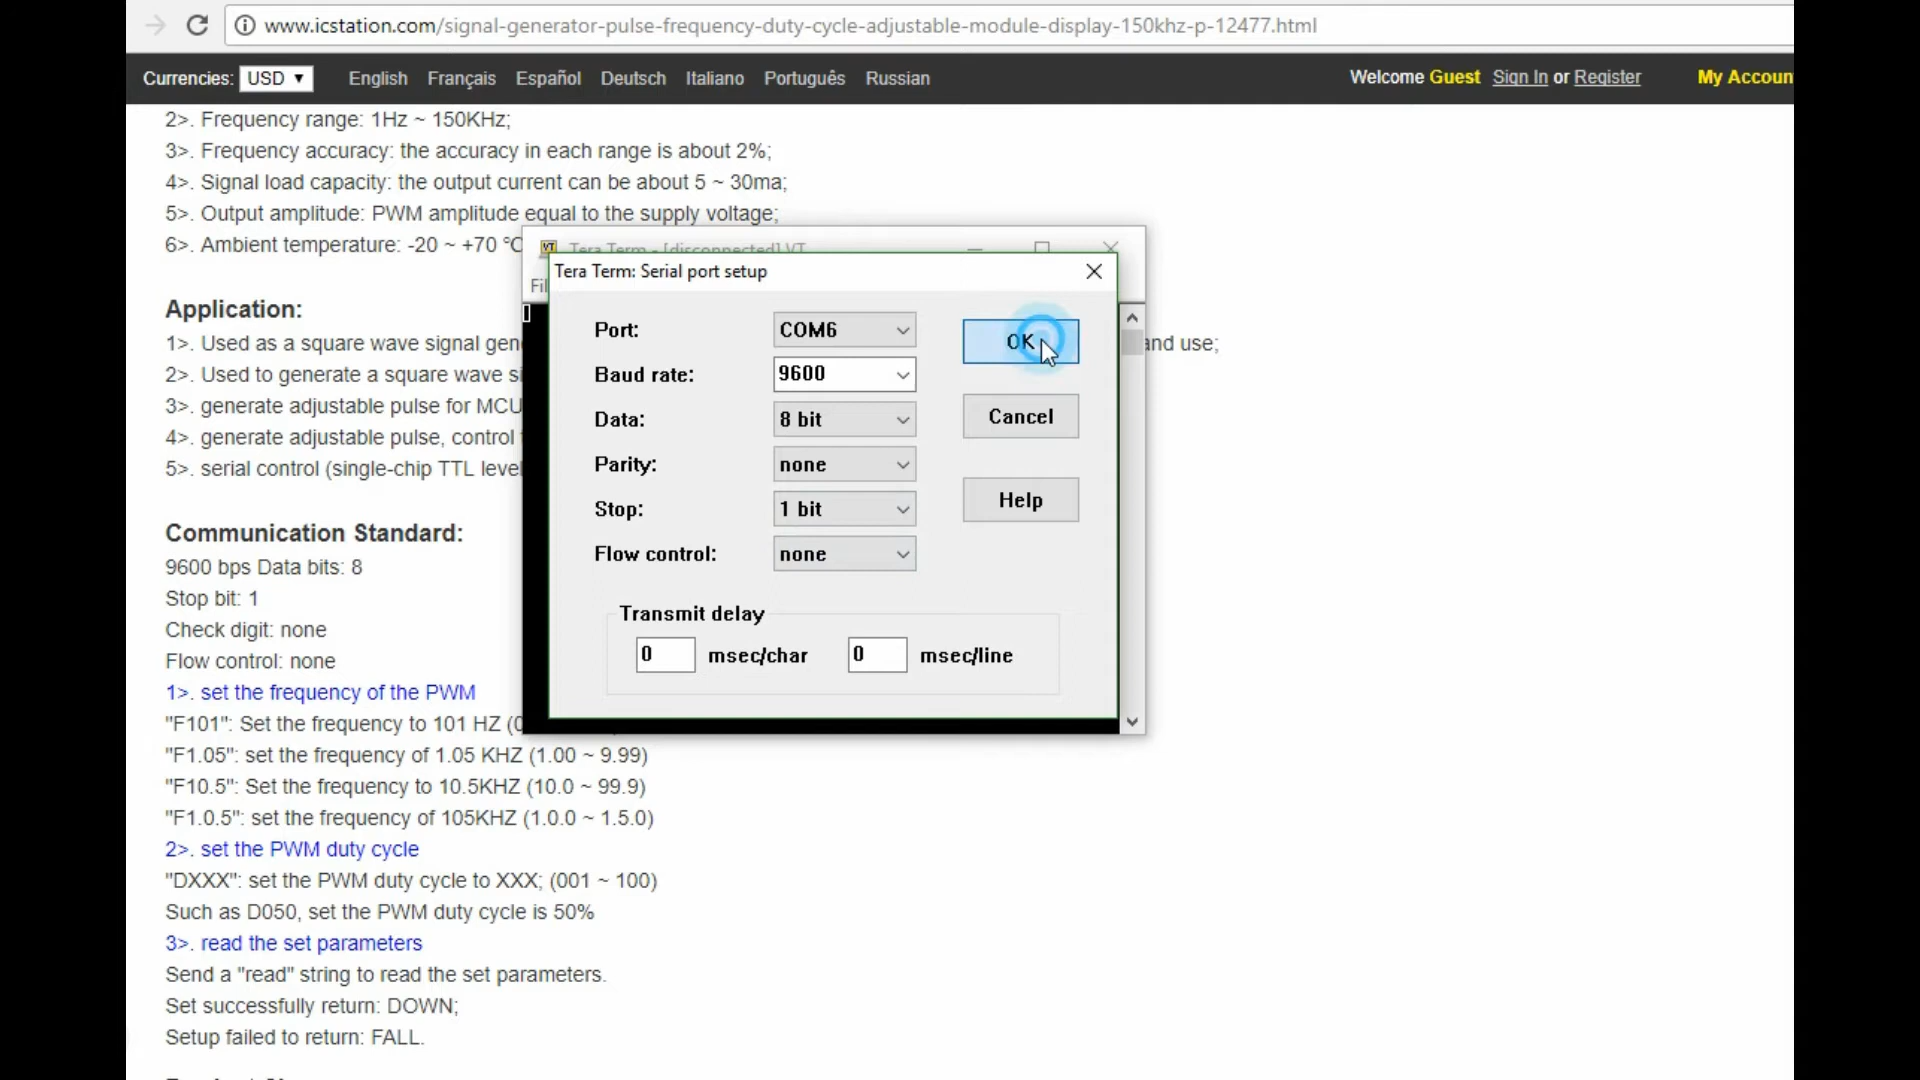 www.icstation.com/signal-generator-pulse-frequency-duty-cycle-adjustable-module-display-150khz-p-12477.html
Currencies: USD English Français Español Deutsch Italiano Português Russian Welcome Guest Sign In or Register My Accoun
2>. Frequency range: 1Hz ~ 150KHz;
3>. Frequency accuracy: the accuracy in each range is about 2%;
4>. Signal load capacity: the output current can be about 5 ~ 30ma;
5>. Output amplitude: PWM amplitude equal to the supply voltage;
6>. Ambient temperature: -20 ~ +70 °C
Application:
1>. Used as a square wave signal gen and use;
2>. Used to generate a square wave si
3>. generate adjustable pulse for MCU
4>. generate adjustable pulse, control
5>. serial control (single-chip TTL level
Communication Standard:
9600 bps Data bits: 8
Stop bit: 1
Check digit: none
Flow control: none
1>. set the frequency of the PWM
"F101": Set the frequency to 101 HZ (0
"F1.05": set the frequency of 1.05 KHZ (1.00 ~ 9.99)
"F10.5": Set the frequency to 10.5KHZ (10.0 ~ 99.9)
"F1.0.5": set the frequency of 105KHZ (1.0.0 ~ 1.5.0)
2>. set the PWM duty cycle
"DXXX": set the PWM duty cycle to XXX; (001 ~ 100)
Such as D050, set the PWM duty cycle is 50%
3>. read the set parameters
Send a "read" string to read the set parameters.
Set successfully return: DOWN;
Setup failed to return: FALL.
Tera Term - [disconnected] VT
Fil
Tera Term: Serial port setup
Port: COM6 OK
Baud rate: 9600
Data: 8 bit Cancel
Parity: none
Stop: 1 bit Help
Flow control: none
Transmit delay
0 msec/char 0 msec/line